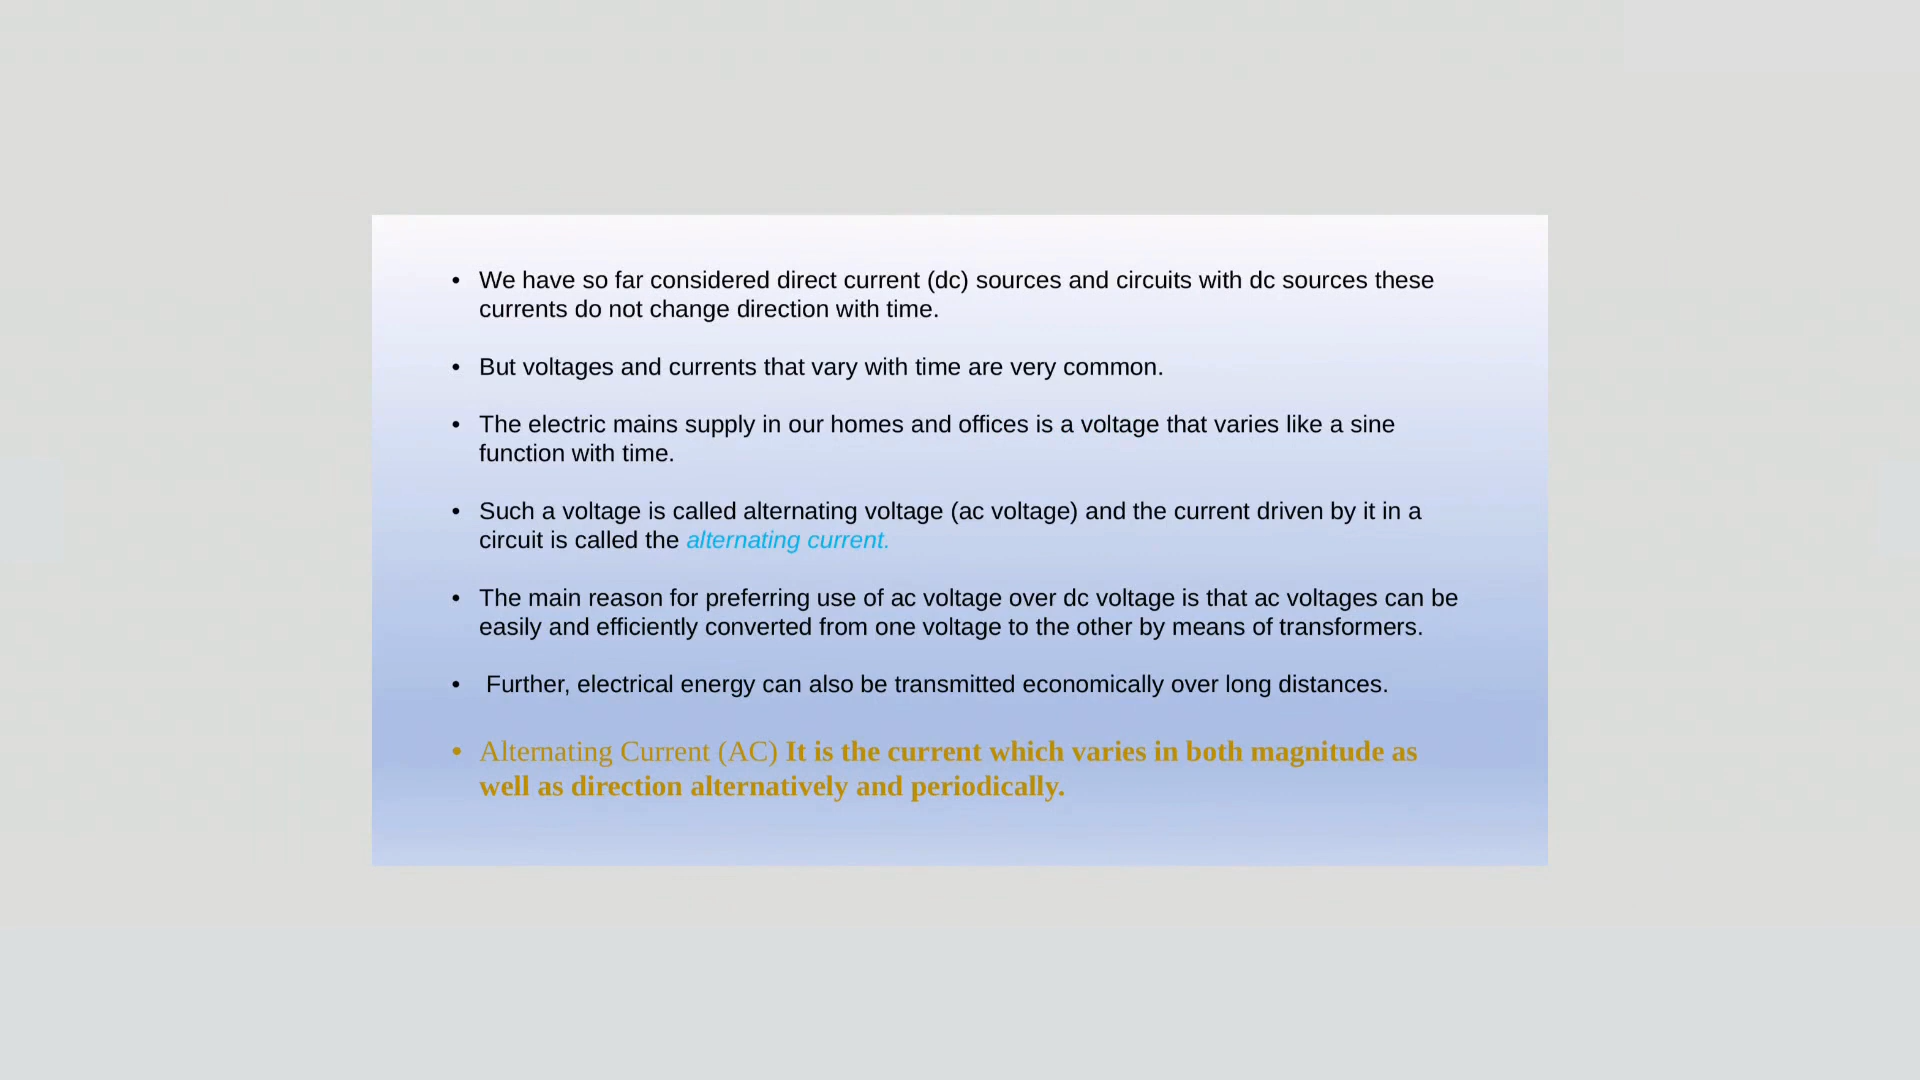 • We have so far considered direct current (dc) sources and circuits with dc sources these
currents do not change direction with time.
• But voltages and currents that vary with time are very common.
• The electric mains supply in our homes and offices is a voltage that varies like a sine
function with time.
• Such a voltage is called alternating voltage (ac voltage) and the current driven by it in a
circuit is called the alternating current.
• The main reason for preferring use of ac voltage over dc voltage is that ac voltages can be
easily and efficiently converted from one voltage to the other by means of transformers.
• Further, electrical energy can also be transmitted economically over long distances.
• Alternating Current (AC) It is the current which varies in both magnitude as
well as direction alternatively and periodically.